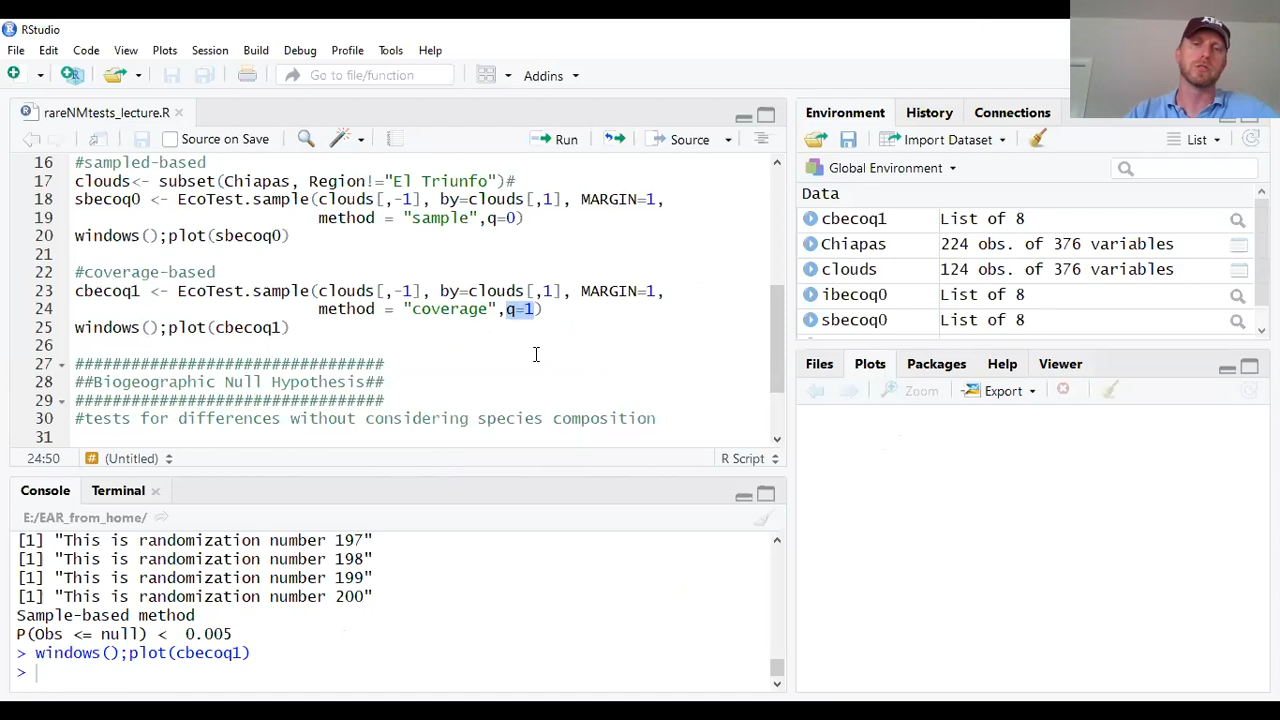 RStudio
File Edit Code View Plots Session Build Debug Profile Tools Help
Go to file/function Addins
rareNMtests_lecture.R
Source on Save Run Source
16 #sampled-based
17 clouds<- subset(Chiapas, Region!="El Triunfo")#
18 sbecoq0 <- EcoTest.sample(clouds[,-1], by=clouds[,1], MARGIN=1,
19 method = "sample",q=0)
20 windows();plot(sbecoq0)
21
22 #coverage-based
23 cbecoq1 <- EcoTest.sample(clouds[,-1], by=clouds[,1], MARGIN=1,
24 method = "coverage",q=1)
25 windows();plot(cbecoq1)
26
27 #################################
28 ##Biogeographic Null Hypothesis##
29 #################################
30 #tests for differences without considering species composition
31
24:50 (Untitled) R Script
Console Terminal
E:/EAR_from_home/
[1] "This is randomization number 197"
[1] "This is randomization number 198"
[1] "This is randomization number 199"
[1] "This is randomization number 200"
Sample-based method
P(Obs <= null) < 0.005
> windows();plot(cbecoq1)
>
Environment History Connections
Import Dataset List
Global Environment
Data
cbecoq1 List of 8
Chiapas 224 obs. of 376 variables
clouds 124 obs. of 376 variables
ibecoq0 List of 8
sbecoq0 List of 8
Files Plots Packages Help Viewer
Zoom Export